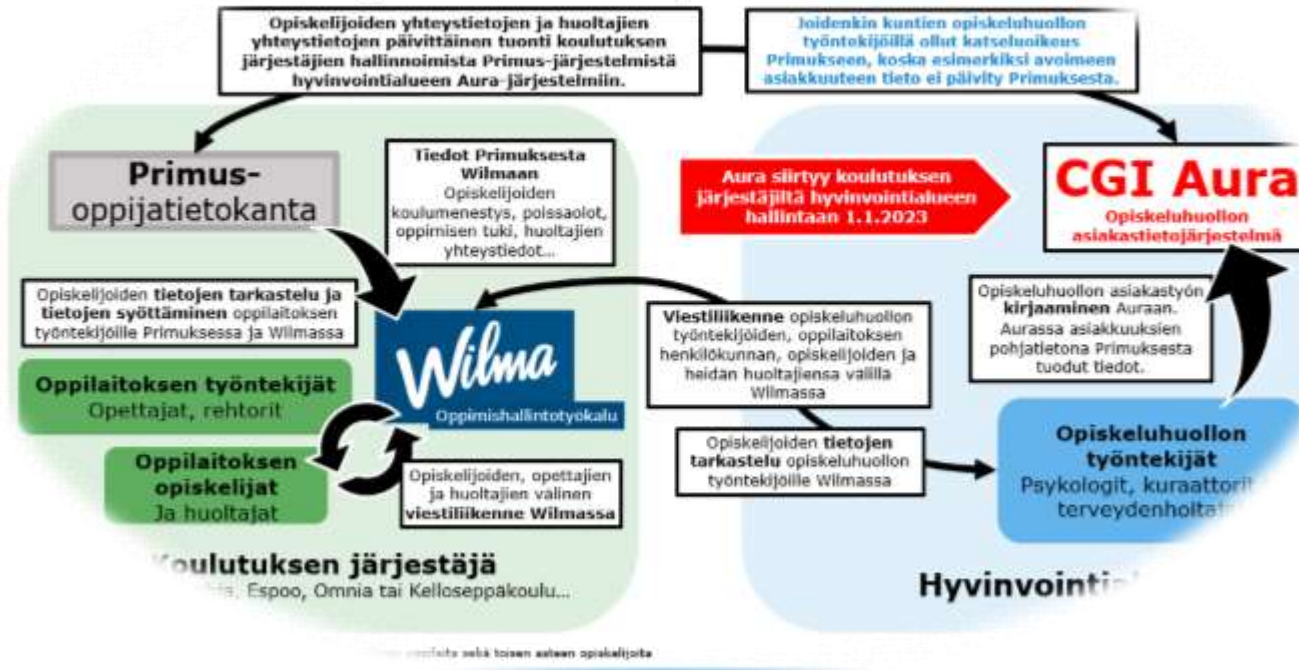 Opiskelijoiden yhteystietojen ja huoltajien
yhteystietojen päivittäinen tuonti koulutuksen
järjestäjien hallinnoimista Primus-järjestelmistä
hyvinvointialueen Aura-järjestelmiin.
Joidenkin kuntien opiskeluhuollon
työntekijöillä ollut katseluoikeus
Primukseen, koska esimerkiksi avoimeen
asiakkuuteen tieto ei päivity Primuksesta.
Primus-
oppijatietokanta
Tiedot Primuksesta
Wilmaan
Opiskelijoiden
koulumenestys, poissaolot,
oppimisen tuki, huoltajien
yhteystiedot...
Aura siirtyy koulutuksen
järjestäjiltä hyvinvointialueen
hallintaan 1.1.2023
CGI Aura
Opiskeluhuollon
asiakastietojärjestelmä
Opiskelijoiden tietojen tarkastelu ja
tietojen syöttäminen oppilaitoksen
työntekijöille Primuksessa ja Wilmassa
Wilma
Oppimishallintotyökalu
Viestiliikenne opiskeluhuollon
työntekijöiden, oppilaitoksen
henkilökunnan, opiskelijoiden ja
heidan huoltajiensa välillä
Wilmassa
Opiskeluhuollon asiakastyön
kirjaaminen Auraan.
Aurassa asiakkuuksien
pohjatietona Primuksesta
tuodut tiedot.
Oppilaitoksen työntekijät
Opettajat, rehtorit
Oppilaitoksen
opiskelijat
Ja huoltajat
Opiskelijoiden, opettajien
ja huoltajien välinen
viestiliikenne Wilmassa
Opiskelijoiden tietojen
tarkastelu opiskeluhuollon
työntekijöille Wilmassa
Opiskeluhuollon
työntekijät
Psykologit, kuraattorit
terveydenhoitaj
Koulutuksen järjestäjä
Espoo, Omnia tai Kelloseppäkoulu...
Hyvinvointial
sekä toisen asteen opiskelijoita